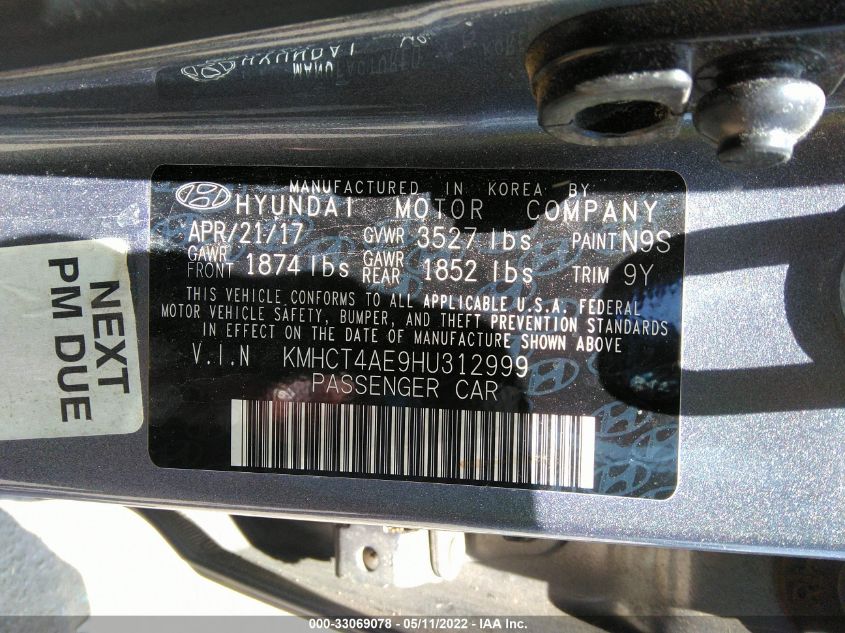 MANUFACTURED IN KOREA BY
HYUNDAI MOTOR COMPANY
APR/21/17 GVWR 3527 lbs PAINT N9S
GAWR FRONT 1874 lbs GAWR REAR 1852 lbs TRIM 9Y
THIS VEHICLE CONFORMS TO ALL APPLICABLE U.S.A. FEDERAL
MOTOR VEHICLE SAFETY, BUMPER, AND THEFT PREVENTION STANDARDS
IN EFFECT ON THE DATE OF MANUFACTURE SHOWN ABOVE
V.I.N KMHCT4AE9HU312999
PASSENGER CAR
NEXT
PM DUE
000-33069078 - 05/11/2022 - IAA Inc.